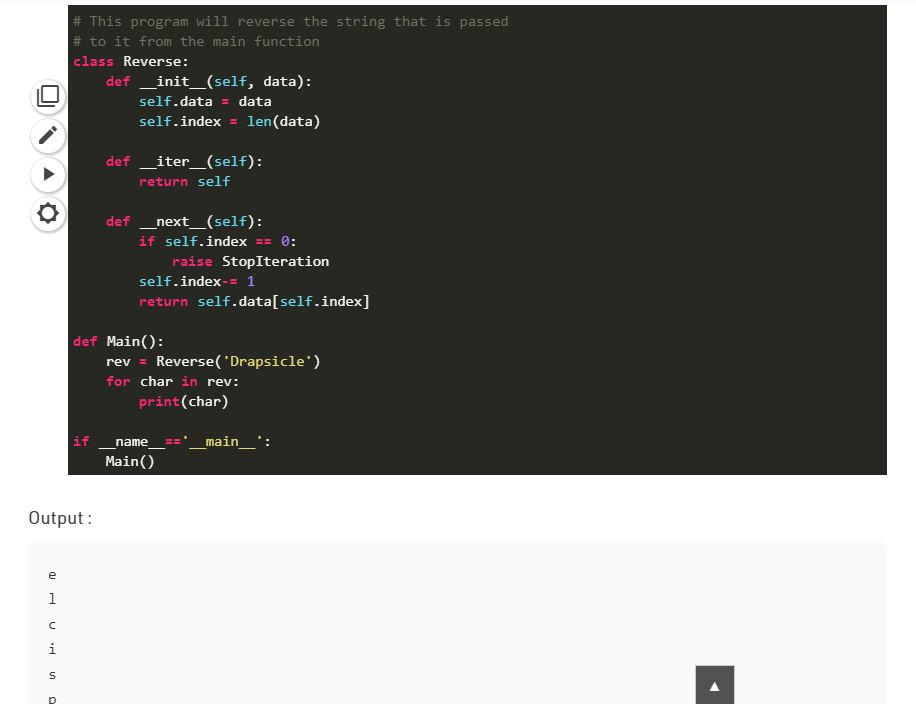 # This program will reverse the string that is passed
# to it from the main function
class Reverse:
    def __init__(self, data):
        self.data = data
        self.index = len(data)

    def __iter__(self):
        return self

    def __next__(self):
        if self.index == 0:
            raise StopIteration
        self.index-= 1
        return self.data[self.index]

def Main():
    rev = Reverse('Drapsicle')
    for char in rev:
        print(char)

if __name__=='__main__':
    Main()
Output :
e
l
c
i
s
p